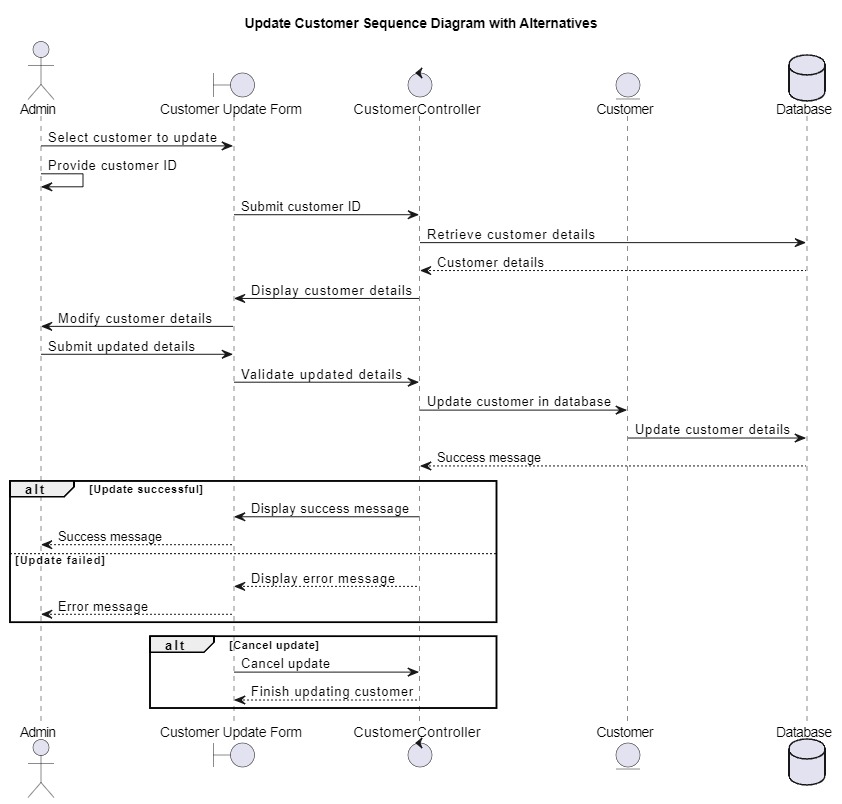 Update Customer Sequence Diagram with Alternatives
Admin
Customer Update Form
CustomerController
Customer
Database
Select customer to update
Provide customer ID
Submit customer ID
Retrieve customer details
Customer details
Display customer details
Modify customer details
Submit updated details
Validate updated details
Update customer in database
Update customer details
Success message
alt
[Update successful]
Display success message
Success message
[Update failed]
Display error message
Error message
alt
[Cancel update]
Cancel update
Finish updating customer
Admin
Customer Update Form
CustomerController
Customer
Database